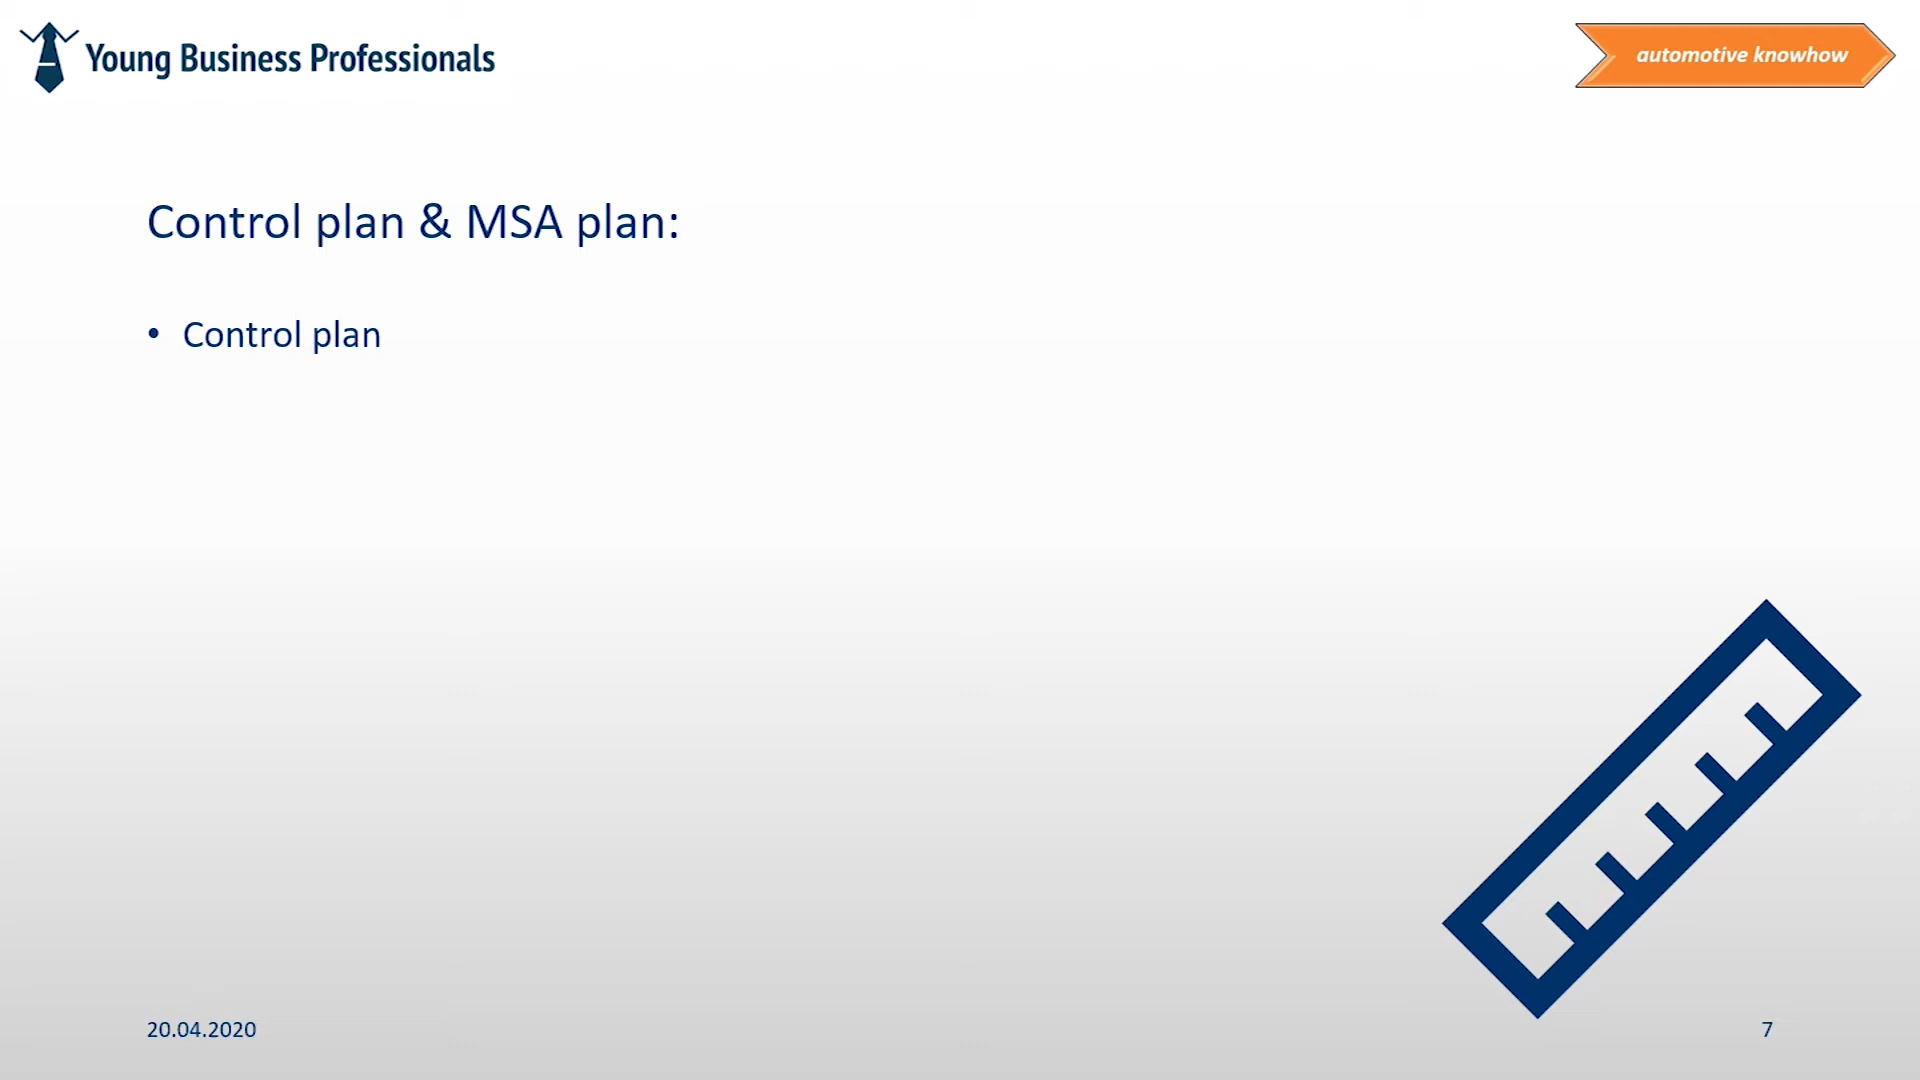 Young Business Professionals
automotive knowhow
Control plan & MSA plan:
• Control plan
20.04.2020
7